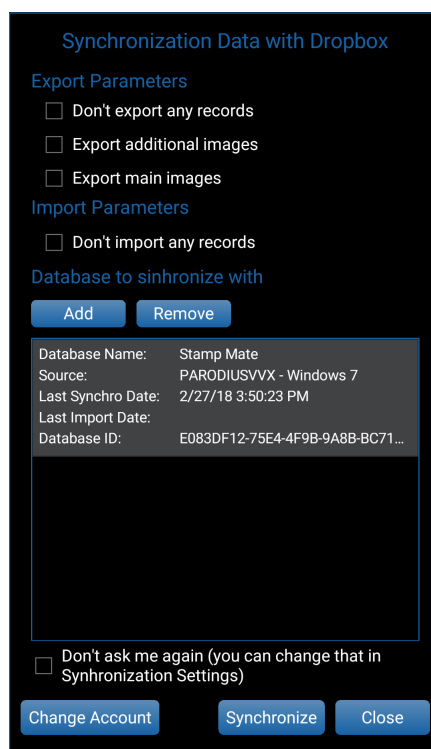 Synchronization Data with Dropbox
Export Parameters
Don't export any records
Export additional images
Export main images
Import Parameters
Don't import any records
Database to sinhronize with
Add Remove
Database Name: Stamp Mate
Source: PARODIUSVVX - Windows 7
Last Synchro Date: 2/27/18 3:50:23 PM
Last Import Date:
Database ID: E083DF12-75E4-4F9B-9A8B-BC71...
Don't ask me again (you can change that in
Synhronization Settings)
Change Account Synchronize Close